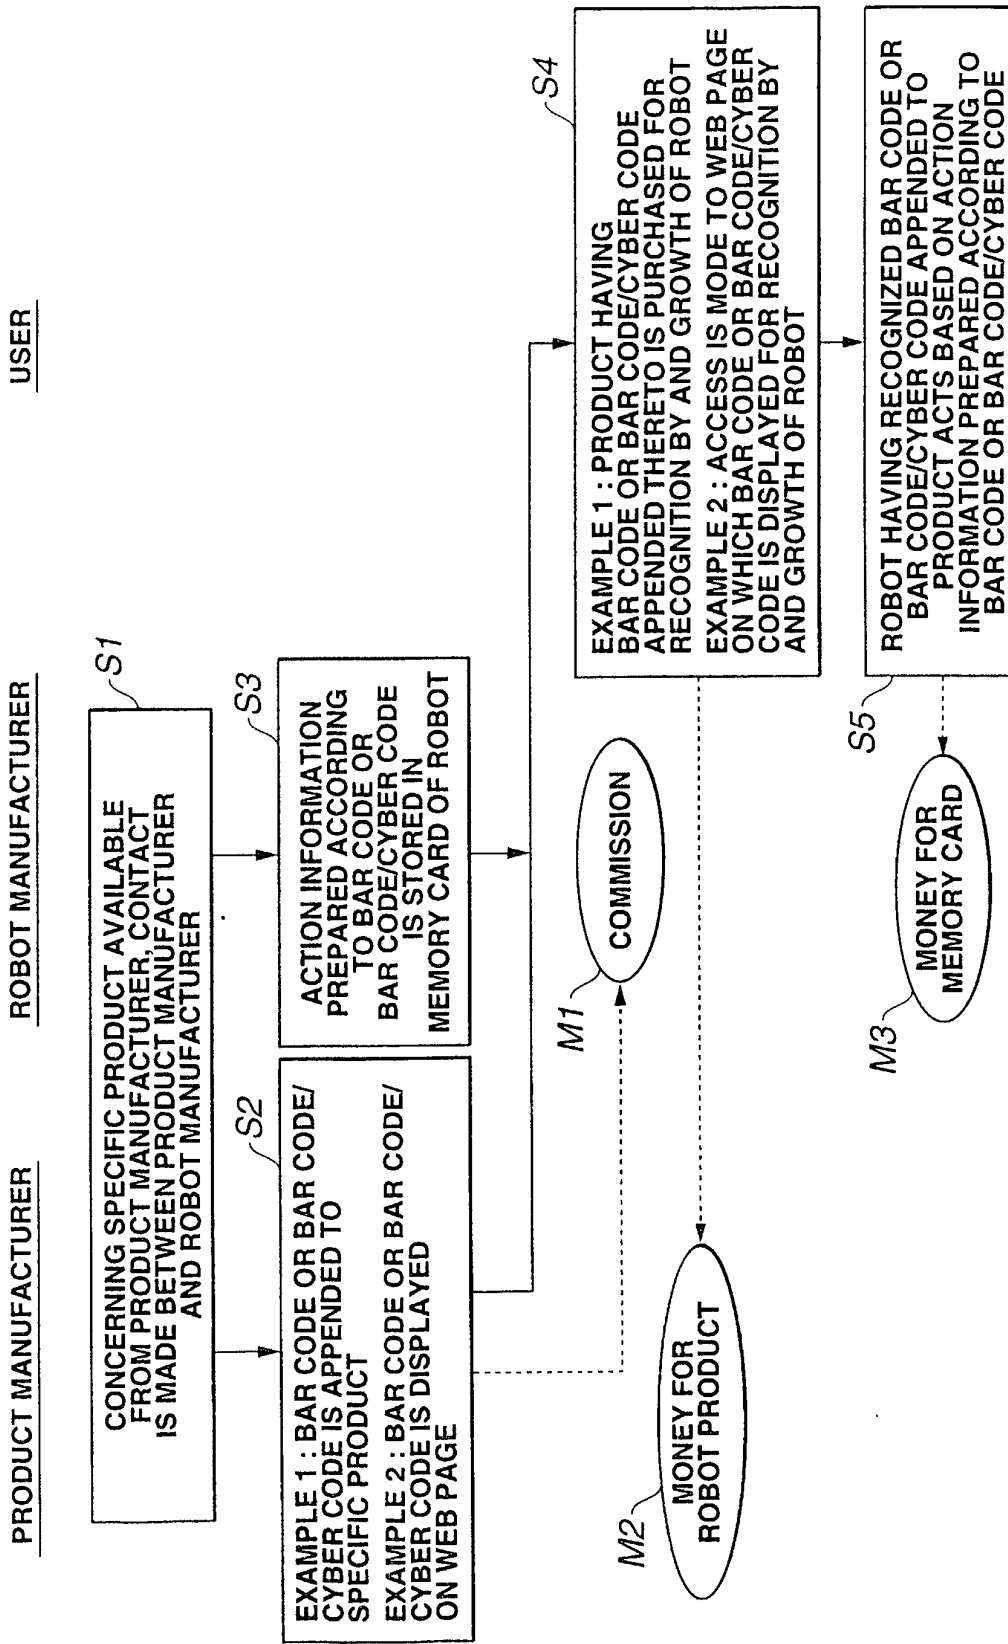 PRODUCT MANUFACTURER
ROBOT MANUFACTURER
USER
S1
CONCERNING SPECIFIC PRODUCT AVAILABLE
FROM PRODUCT MANUFACTURER, CONTACT
IS MADE BETWEEN PRODUCT MANUFACTURER
AND ROBOT MANUFACTURER
S2
EXAMPLE 1 : BAR CODE OR BAR CODE/
CYBER CODE IS APPENDED TO
SPECIFIC PRODUCT
EXAMPLE 2 : BAR CODE OR BAR CODE/
CYBER CODE IS DISPLAYED
ON WEB PAGE
S3
ACTION INFORMATION
PREPARED ACCORDING
TO BAR CODE OR
BAR CODE/CYBER CODE
IS STORED IN
MEMORY CARD OF ROBOT
S4
EXAMPLE 1 : PRODUCT HAVING
BAR CODE OR BAR CODE/CYBER CODE
APPENDED THERETO IS PURCHASED FOR
RECOGNITION BY AND GROWTH OF ROBOT
EXAMPLE 2 : ACCESS IS MODE TO WEB PAGE
ON WHICH BAR CODE OR BAR CODE/CYBER
CODE IS DISPLAYED FOR RECOGNITION BY
AND GROWTH OF ROBOT
M1
COMMISSION
M2
MONEY FOR
ROBOT PRODUCT
S5
ROBOT HAVING RECOGNIZED BAR CODE OR
BAR CODE/CYBER CODE APPENDED TO
PRODUCT ACTS BASED ON ACTION
INFORMATION PREPARED ACCORDING TO
BAR CODE OR BAR CODE/CYBER CODE
M3
MONEY FOR
MEMORY CARD